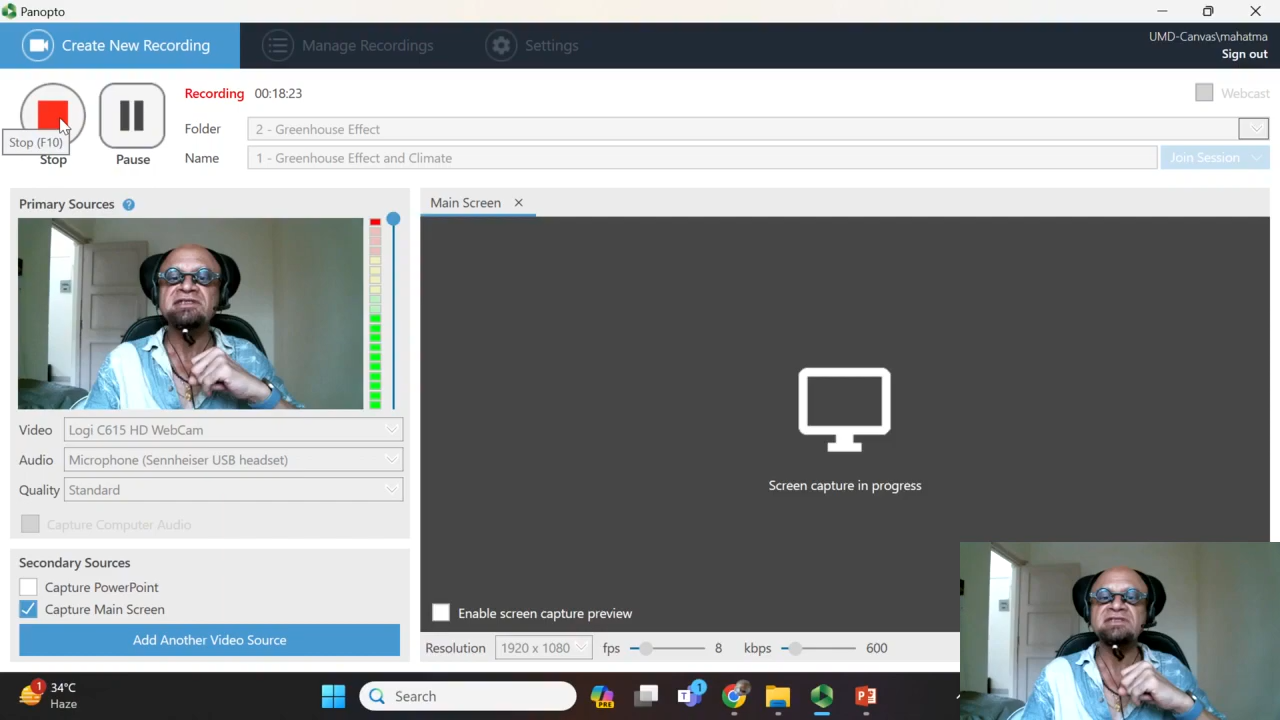 Panopto
Create New Recording
Manage Recordings
Settings
UMD-Canvas\mahatma
Sign out
Recording 00:18:23
Webcast
Stop (F10)
Stop
Pause
Folder 2 - Greenhouse Effect
Name 1 - Greenhouse Effect and Climate
Join Session
Primary Sources ?
Main Screen
Video Logi C615 HD WebCam
Audio Microphone (Sennheiser USB headset)
Quality Standard
Capture Computer Audio
Screen capture in progress
Secondary Sources
Capture PowerPoint
Capture Main Screen
Add Another Video Source
Enable screen capture preview
Resolution 1920 x 1080 fps 8 kbps 600
1
34°C
Haze
Search
PRE
1